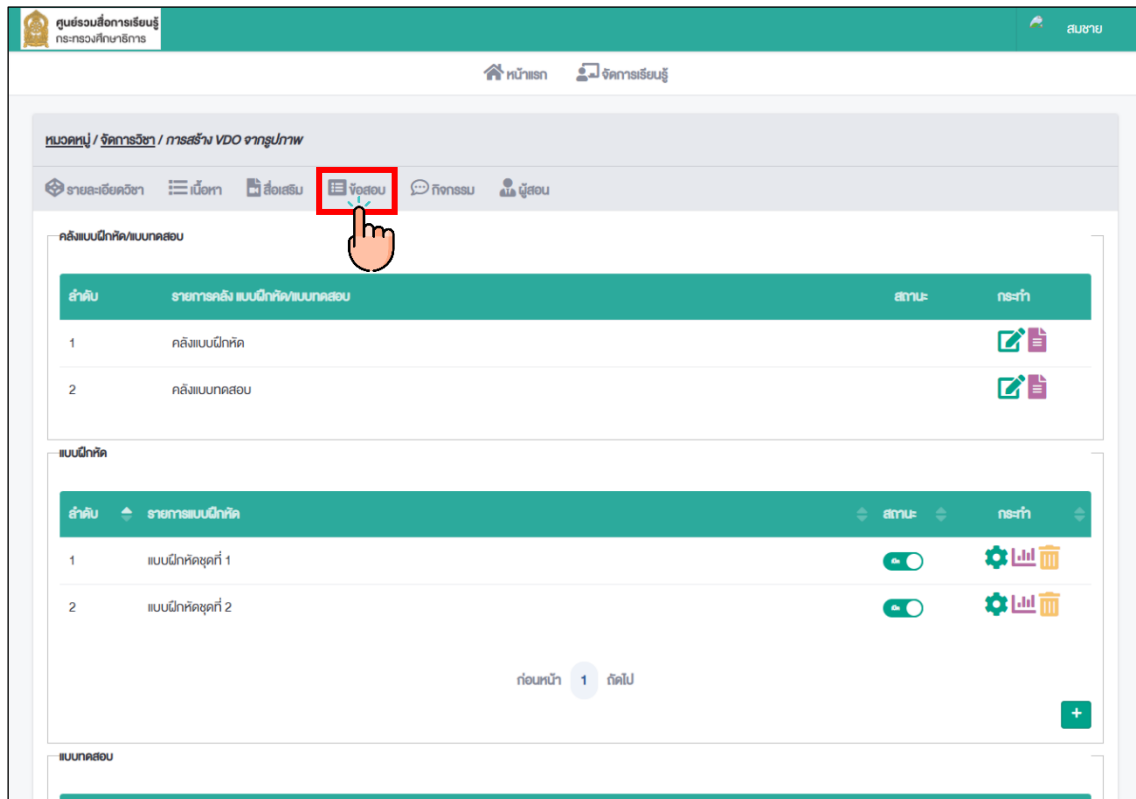 ศูนย์รวมสื่อการเรียนรู้
กระทรวงศึกษาธิการ
สมชาย
หน้าแรก จัดการเรียนรู้
หมวดหมู่ / จัดการวิชา / การสร้าง VDO จากรูปภาพ
รายละเอียดวิชา เนื้อหา สื่อเสริม ข้อสอบ กิจกรรม ผู้สอน
คลังแบบฝึกหัด/แบบทดสอบ
ลำดับ รายการคลัง แบบฝึกหัด/แบบทดสอบ สถานะ กระทำ
1 คลังแบบฝึกหัด
2 คลังแบบทดสอบ
แบบฝึกหัด
ลำดับ รายการแบบฝึกหัด สถานะ กระทำ
1 แบบฝึกหัดชุดที่ 1
2 แบบฝึกหัดชุดที่ 2
ก่อนหน้า 1 ถัดไป
+
แบบทดสอบ